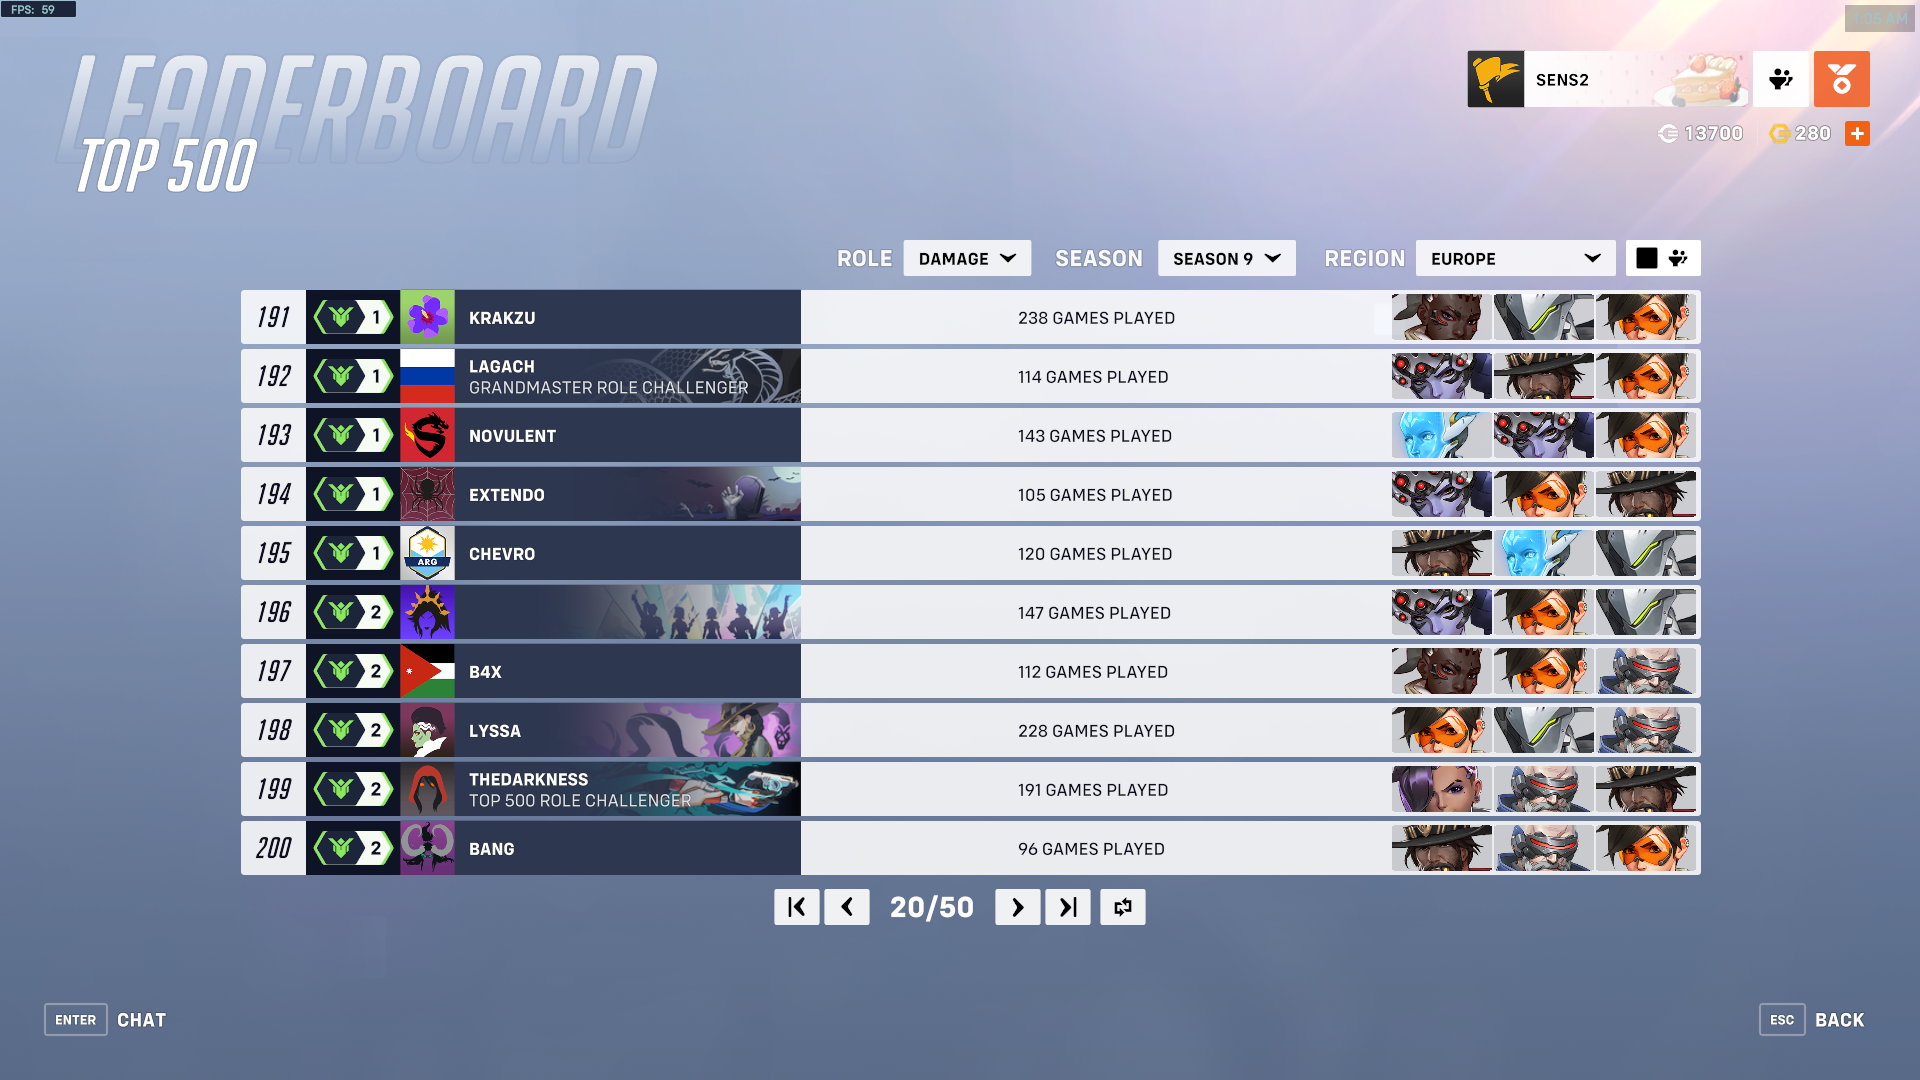 FPS: 59
1:05 AM
LEADERBOARD
TOP 500
SENS2
13700
280
ROLE
DAMAGE
SEASON
SEASON 9
REGION
EUROPE
191 1 KRAKZU 238 GAMES PLAYED
192 1 LAGACH 114 GAMES PLAYED
GRANDMASTER ROLE CHALLENGER
193 1 NOVULENT 143 GAMES PLAYED
194 1 EXTENDO 105 GAMES PLAYED
195 1 ARG CHEVRO 120 GAMES PLAYED
196 2 147 GAMES PLAYED
197 2 B4X 112 GAMES PLAYED
198 2 LYSSA 228 GAMES PLAYED
199 2 THEDARKNESS 191 GAMES PLAYED
TOP 500 ROLE CHALLENGER
200 2 BANG 96 GAMES PLAYED
20/50
ENTER CHAT
ESC BACK